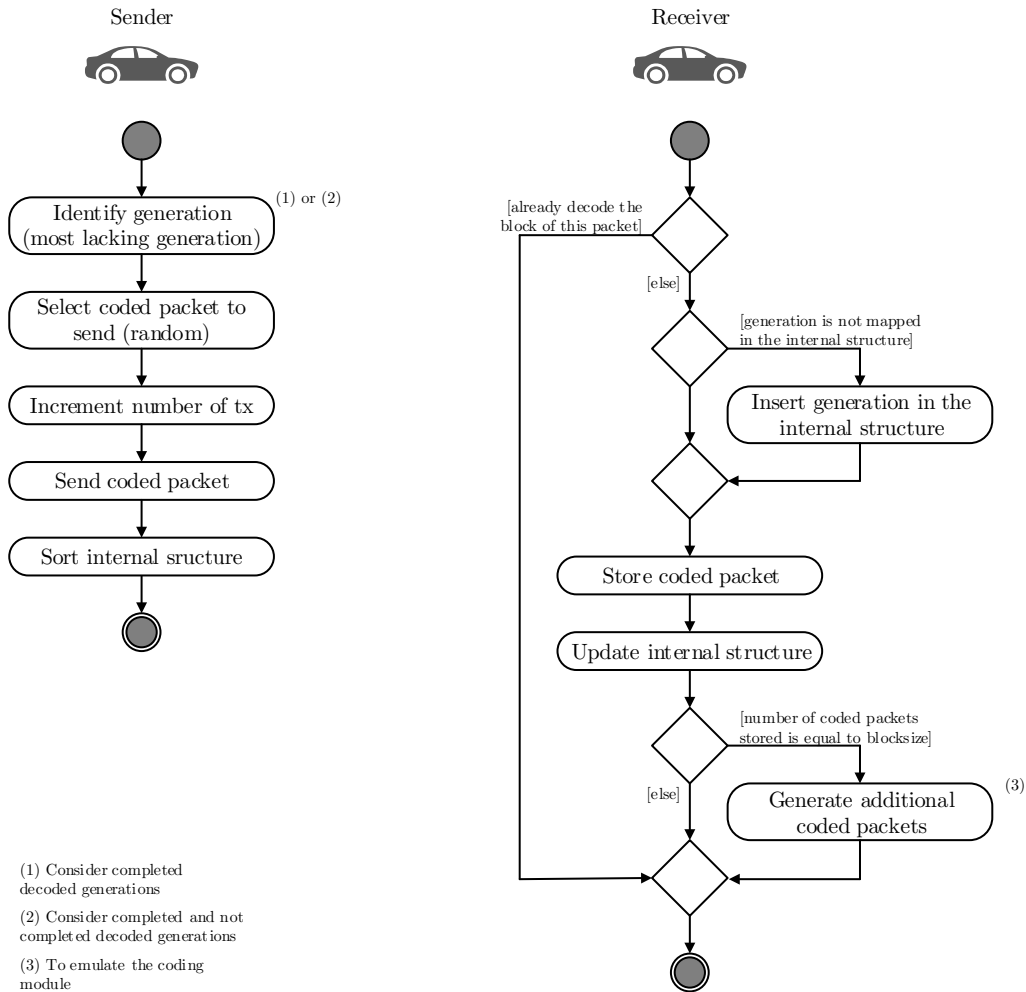 Sender
(1) or (2)
Identify generation
(most lacking generation)
Select coded packet to
send (random)
Increment number of tx
Send coded packet
Sort internal sructure
(1) Consider completed
decoded generations
(2) Consider completed and not
completed decoded generations
(3) To emulate the coding
module
Receiver
[already decode the
block of this packet]
[else]
[generation is not mapped
in the internal structure]
Insert generation in the
internal structure
Store coded packet
Update internal structure
[number of coded packets
stored is equal to blocksize]
[else]
(3)
Generate additional
coded packets